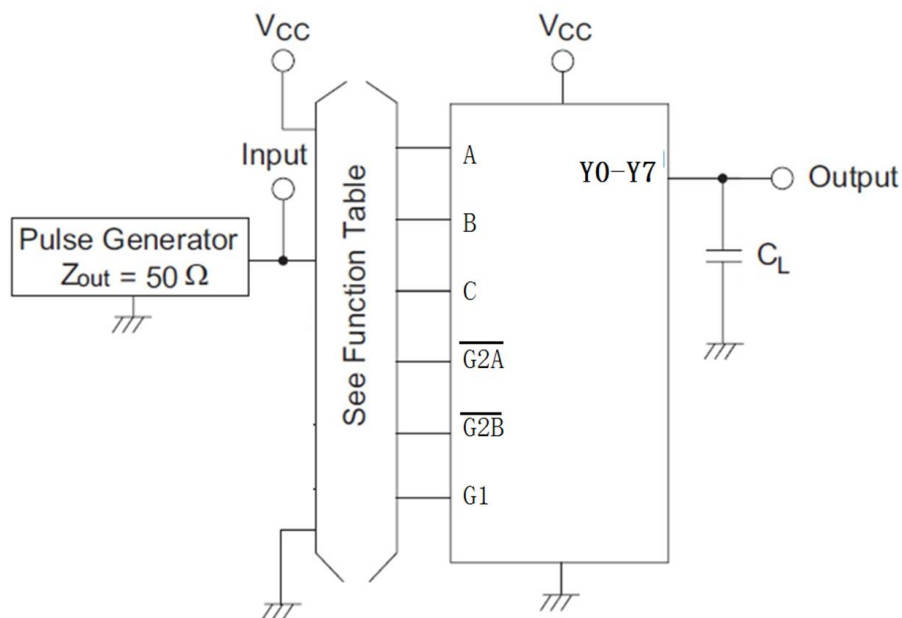 VCC
VCC
Input
Pulse Generator
Zout = 50 Ω
See Function Table
A
B
C
G2A
G2B
G1
Y0-Y7
Output
CL